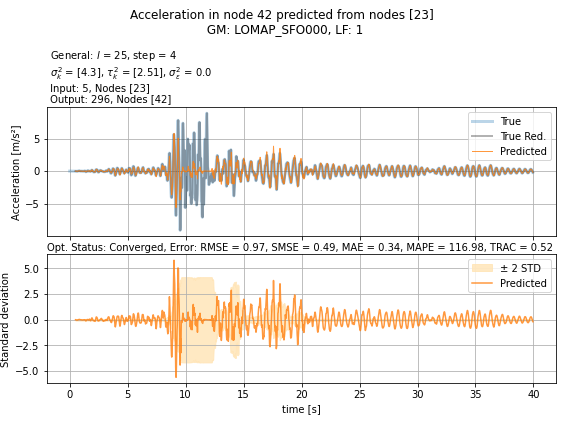 Acceleration in node 42 predicted from nodes [23]
GM: LOMAP_SFO000, LF: 1
General: l = 25, step = 4
σ²ₖ = [4.3], τ²ₖ = [2.51], σ²ε = 0.0
Input: 5, Nodes [23]
Output: 296, Nodes [42]
Acceleration [m/s²]
5
0
−5
True
True Red.
Predicted
Opt. Status: Converged, Error: RMSE = 0.97, SMSE = 0.49, MAE = 0.34, MAPE = 116.98, TRAC = 0.52
Standard deviation
5.0
2.5
0.0
−2.5
−5.0
± 2 STD
Predicted
0 5 10 15 20 25 30 35 40
time [s]